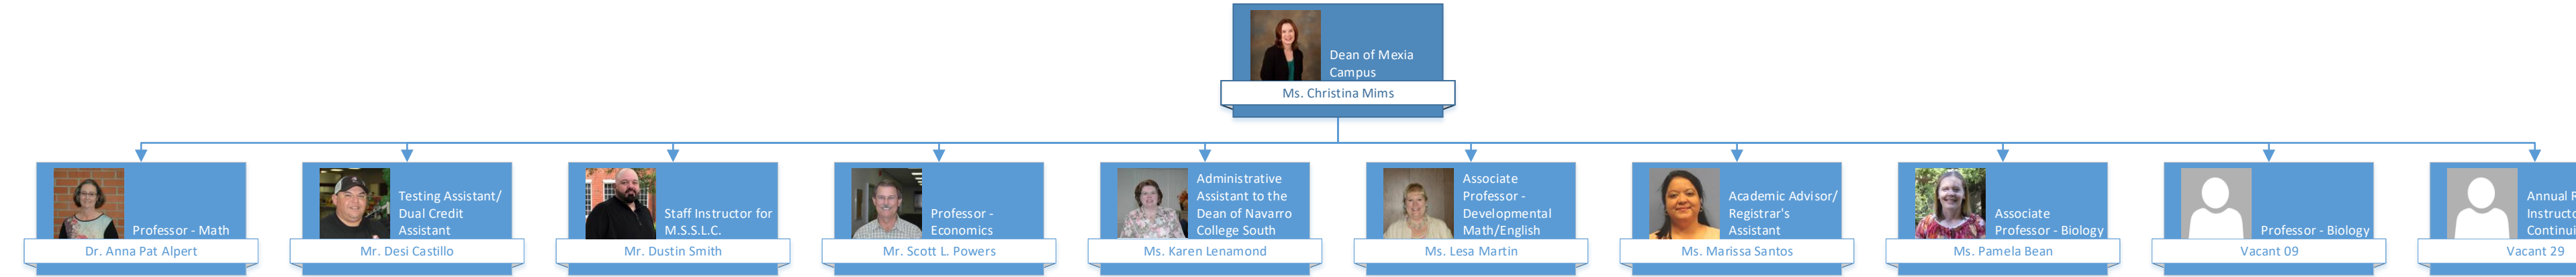 Dean of Mexia
Campus
Ms. Christina Mims
Professor - Math
Dr. Anna Pat Alpert
Testing Assistant/
Dual Credit
Assistant
Mr. Desi Castillo
Staff Instructor for
M.S.S.L.C.
Mr. Dustin Smith
Professor -
Economics
Mr. Scott L. Powers
Administrative
Assistant to the
Dean of Navarro
College South
Ms. Karen Lenamond
Associate
Professor -
Developmental
Math/English
Ms. Lesa Martin
Academic Advisor/
Registrar's
Assistant
Ms. Marissa Santos
Associate
Professor - Biology
Ms. Pamela Bean
Professor - Biology
Vacant 09
Annual
Vacant 29